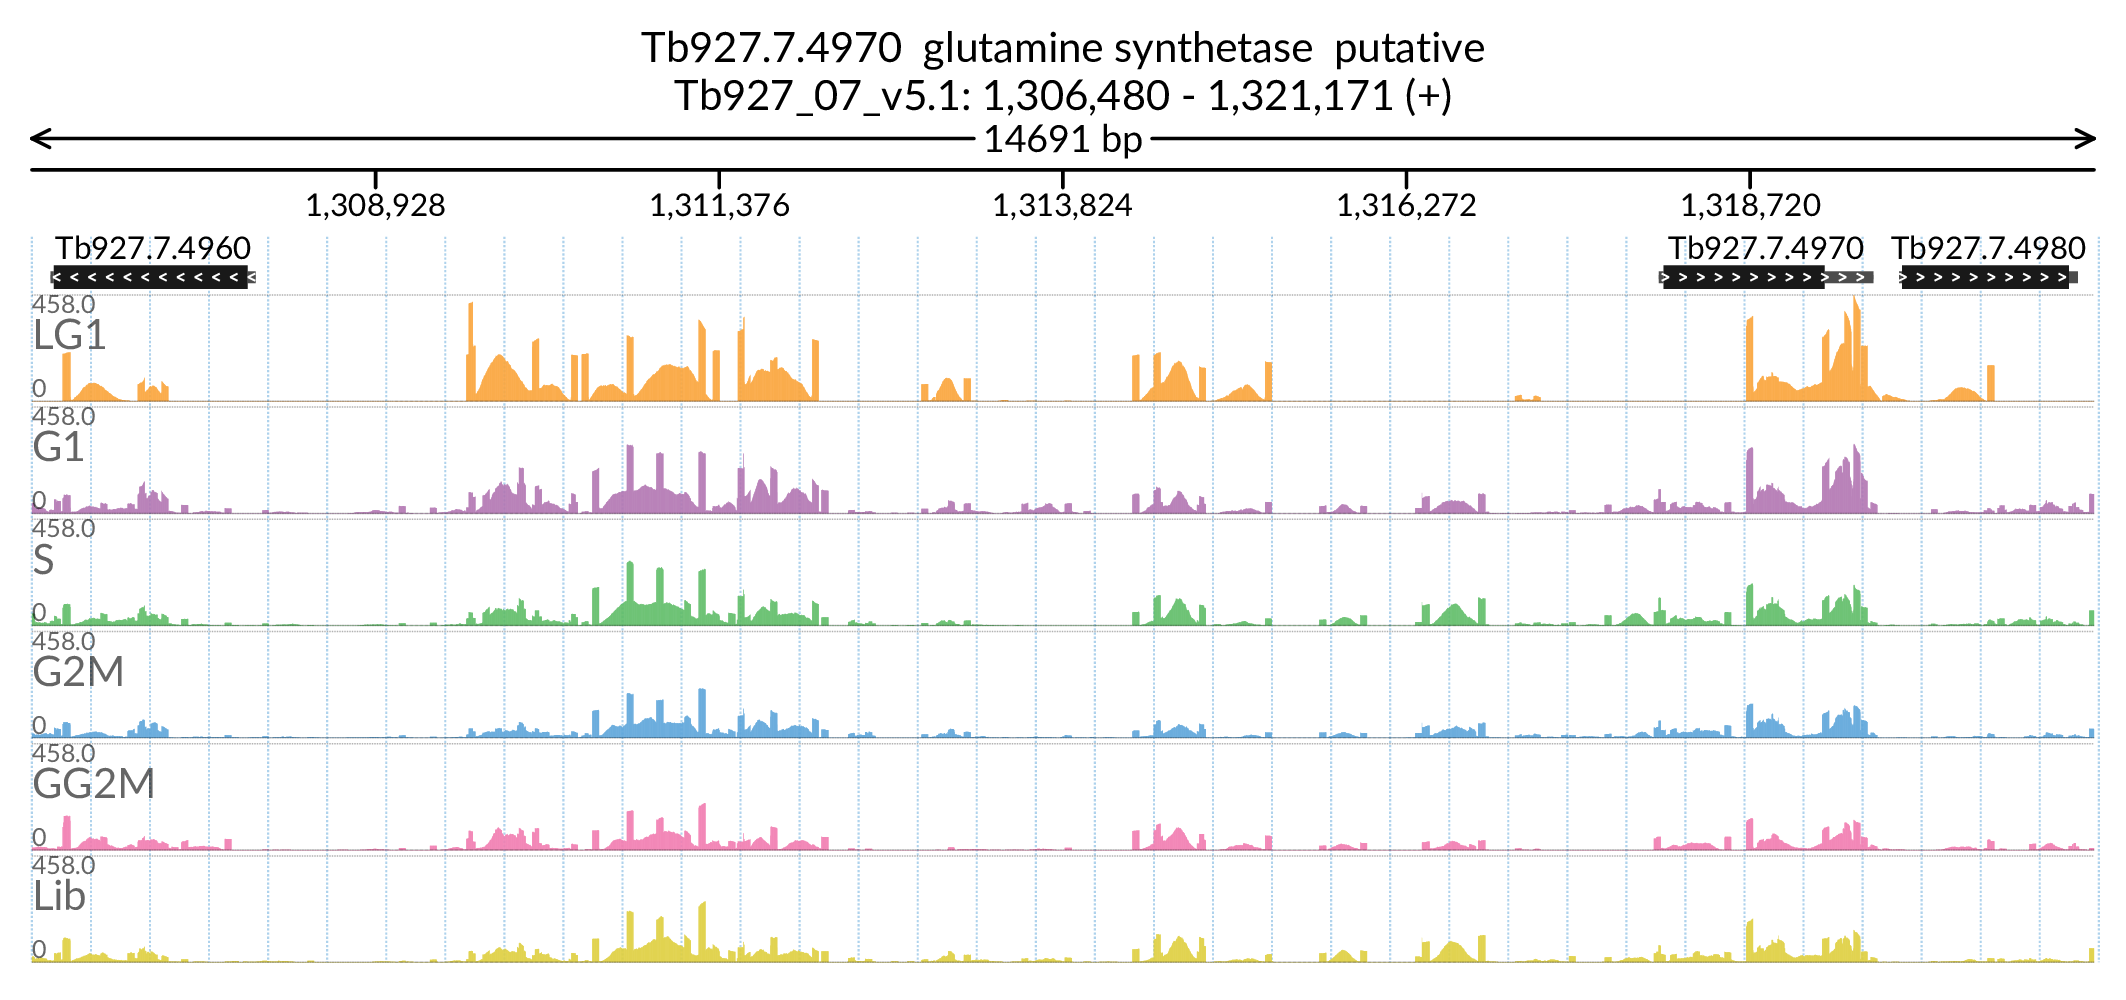 Tb927.7.4970  glutamine synthetase  putative
Tb927_07_v5.1: 1,306,480 - 1,321,171 (+)
14691 bp
1,308,928 1,311,376 1,313,824 1,316,272 1,318,720
Tb927.7.4960 Tb927.7.4970 Tb927.7.4980
458.0
LG1
0
458.0
G1
0
458.0
S
0
458.0
G2M
0
458.0
GG2M
0
458.0
Lib
0